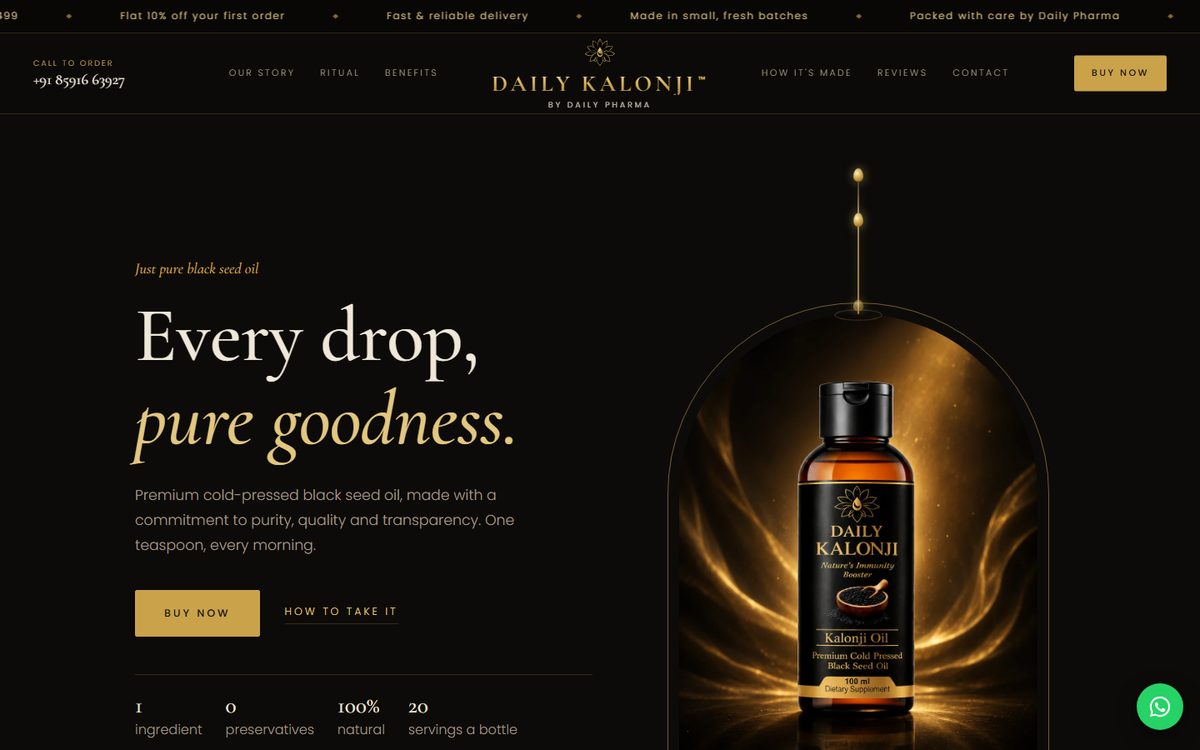 499 ✦ Flat 10% off your first order ✦ Fast & reliable delivery ✦ Made in small, fresh batches ✦ Packed with care by Daily Pharma ✦
CALL TO ORDER
+91 85916 63927
OUR STORY RITUAL BENEFITS
DAILY KALONJI™
BY DAILY PHARMA
HOW IT'S MADE REVIEWS CONTACT
BUY NOW
Just pure black seed oil
Every drop,
pure goodness.
Premium cold-pressed black seed oil, made with a
commitment to purity, quality and transparency. One
teaspoon, every morning.
BUY NOW HOW TO TAKE IT
1 0 100% 20
ingredient preservatives natural servings a bottle
DAILY
KALONJI
Nature's Immunity
Booster
Kalonji Oil
Premium Cold Pressed
Black Seed Oil
100 ml
Dietary Supplement